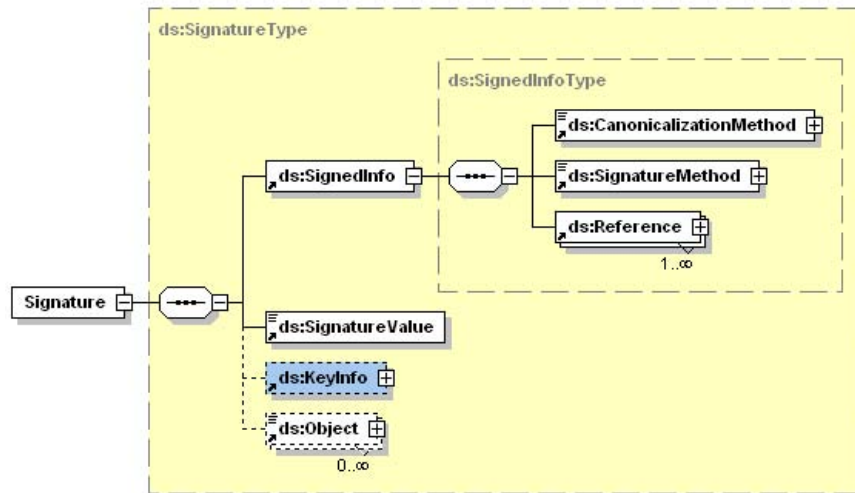 ds:SignatureType
ds:SignedInfoType
ds:CanonicalizationMethod
ds:SignedInfo
ds:SignatureMethod
ds:Reference
1..∞
Signature
ds:SignatureValue
ds:KeyInfo
ds:Object
0..∞